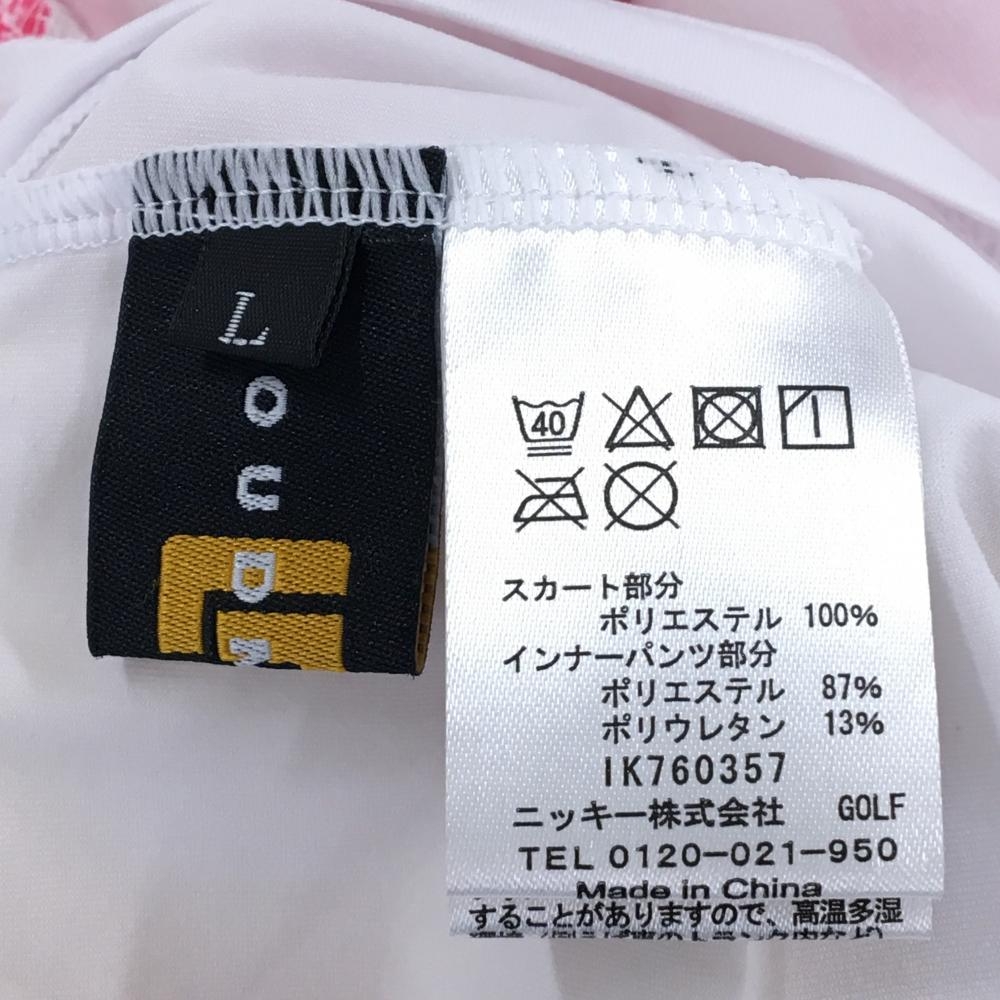 L
O
U
D
40
スカート部分
ポリエステル 100%
インナーパンツ部分
ポリエステル 87%
ポリウレタン 13%
IK760357
ニッキー株式会社 GOLF
TEL 0120-021-950
Made in China
することがありますので、高温多湿